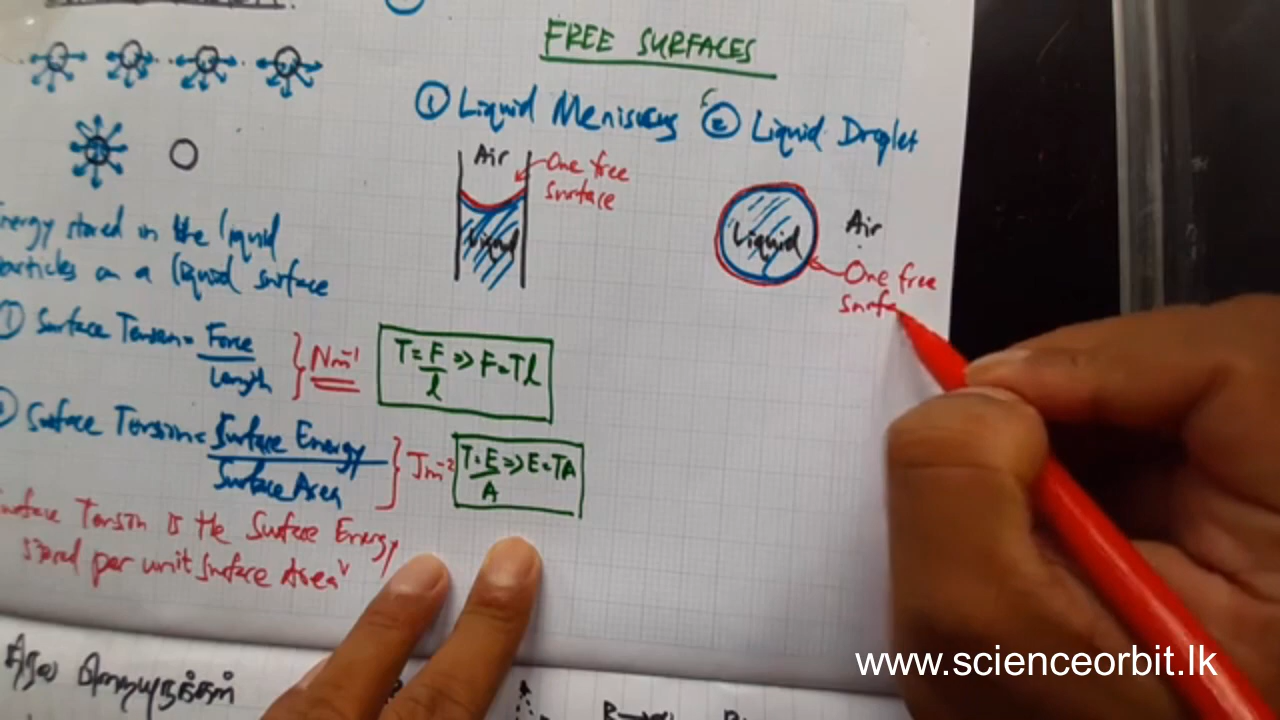 FREE SURFACES
① Liquid Meniscus
② Liquid Droplet
Air
One free
surface
Liquid
Liquid
Air
One free
surfa
Energy stored in the liquid
particles on a liquid surface
Surface Tension = Force
Length
Nm⁻¹
T = F ⇒ F = Tl
l
Surface Tension = Surface Energy
Surface Area
Jm⁻²
T = E ⇒ E = TA
A
Surface Tension is the Surface Energy
stored per unit Surface Area
www.scienceorbit.lk